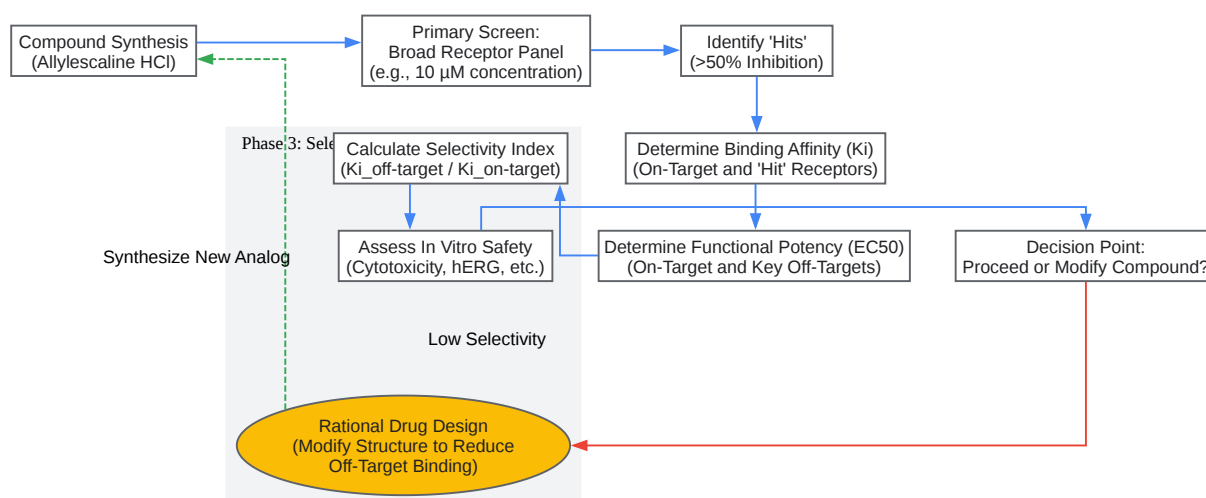 Compound Synthesis
(Allylescaline HCl)
Primary Screen:
Broad Receptor Panel
(e.g., 10 µM concentration)
Identify 'Hits'
(>50% Inhibition)
Phase 3: Sele
Calculate Selectivity Index
(Ki_off-target / Ki_on-target)
Determine Binding Affinity (Ki)
(On-Target and 'Hit' Receptors)
Synthesize New Analog
Assess In Vitro Safety
(Cytotoxicity, hERG, etc.)
Determine Functional Potency (EC50)
(On-Target and Key Off-Targets)
Decision Point:
Proceed or Modify Compound?
Low Selectivity
Rational Drug Design
(Modify Structure to Reduce
Off-Target Binding)